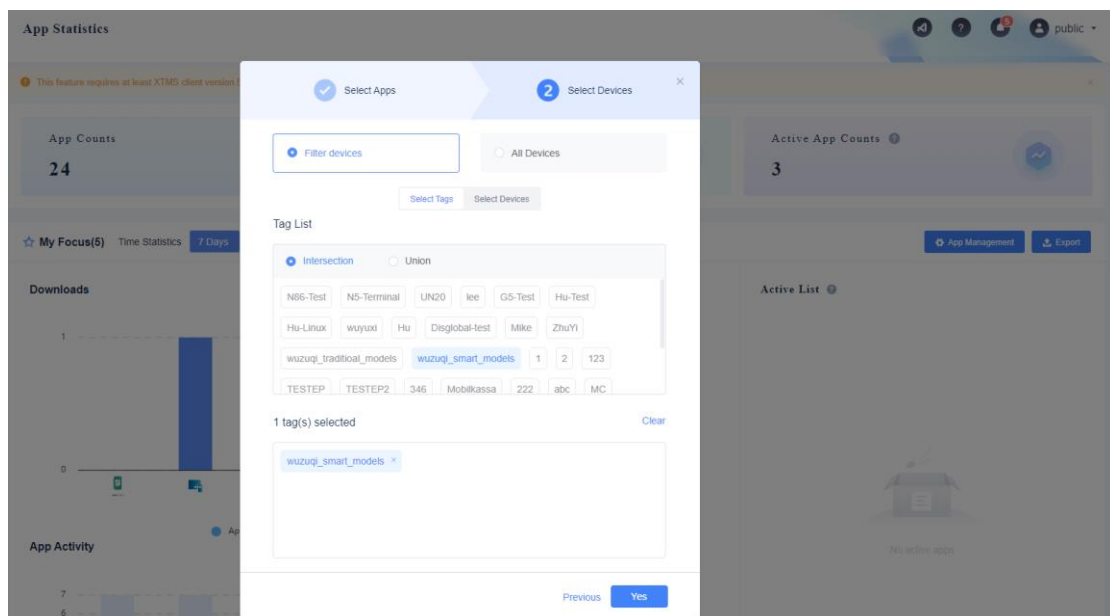 App Statistics
5
public
This feature requires at least XTMS client version
Select Apps
2 Select Devices
App Counts
24
Active App Counts
3
Filter devices
All Devices
Select Tags Select Devices
Tag List
My Focus(5) Time Statistics 7 Days
App Management Export
Intersection Union
Downloads
Active List
N86-Test N5-Terminal UN20 lee G5-Test Hu-Test
Hu-Linux wuyuxi Hu Disglobal-test Mike ZhuYi
1
wuzuqi_traditioal_models wuzuqi_smart_models 1 2 123
TESTEP TESTEP2 346 Mobilkassa 222 abc MC
1 tag(s) selected Clear
wuzuqi_smart_models ×
0
Ap
App Activity
No active apps
7
6
Previous Yes